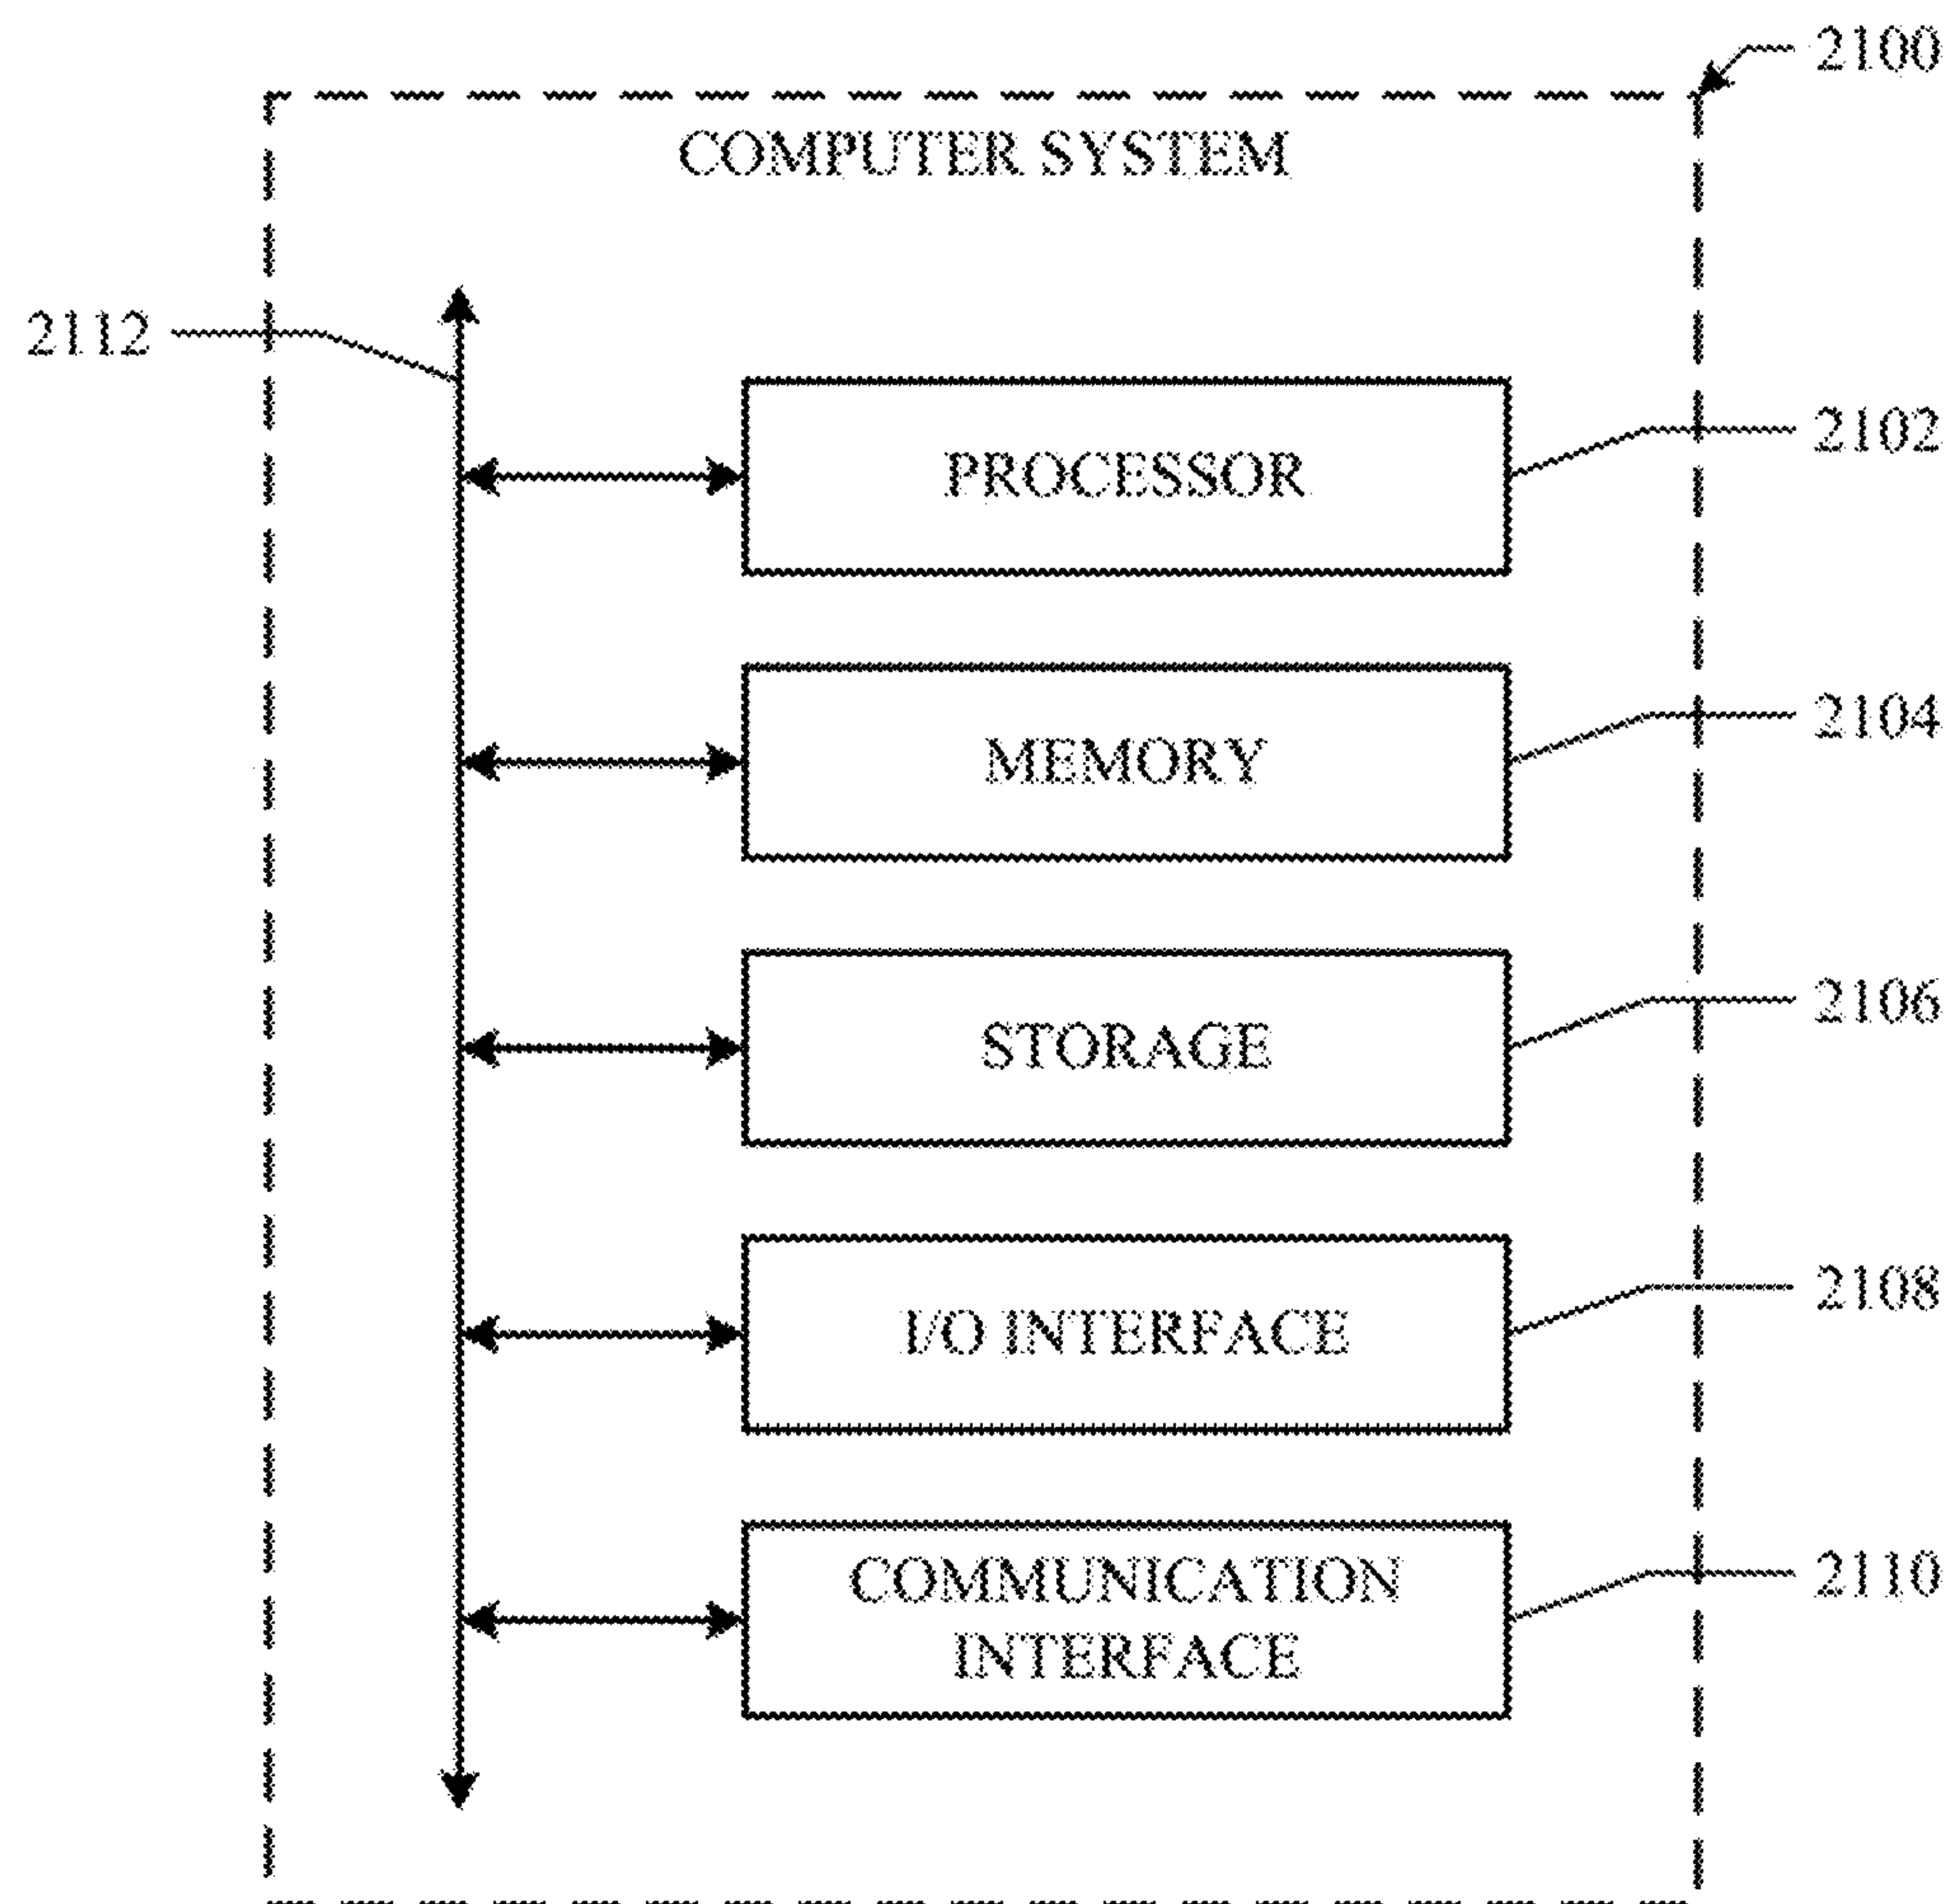 2100
COMPUTER SYSTEM
2112
PROCESSOR
2102
MEMORY
2104
STORAGE
2106
I/O INTERFACE
2108
COMMUNICATION
INTERFACE
2110